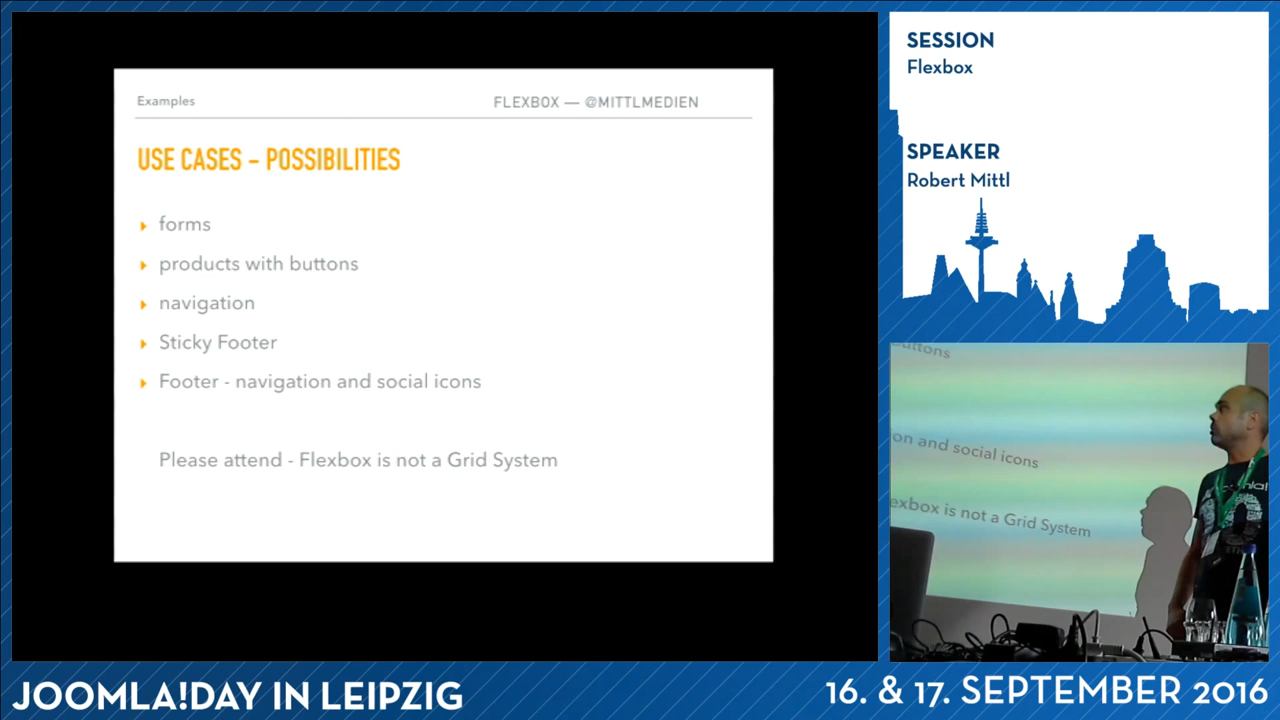 Examples
FLEXBOX — @MITTLMEDIEN
USE CASES – POSSIBILITIES
forms
products with buttons
navigation
Sticky Footer
Footer - navigation and social icons
Please attend - Flexbox is not a Grid System
SESSION
Flexbox
SPEAKER
Robert Mittl
buttons
on and social icons
exbox is not a Grid System
JOOMLA!DAY IN LEIPZIG
16. & 17. SEPTEMBER 2016